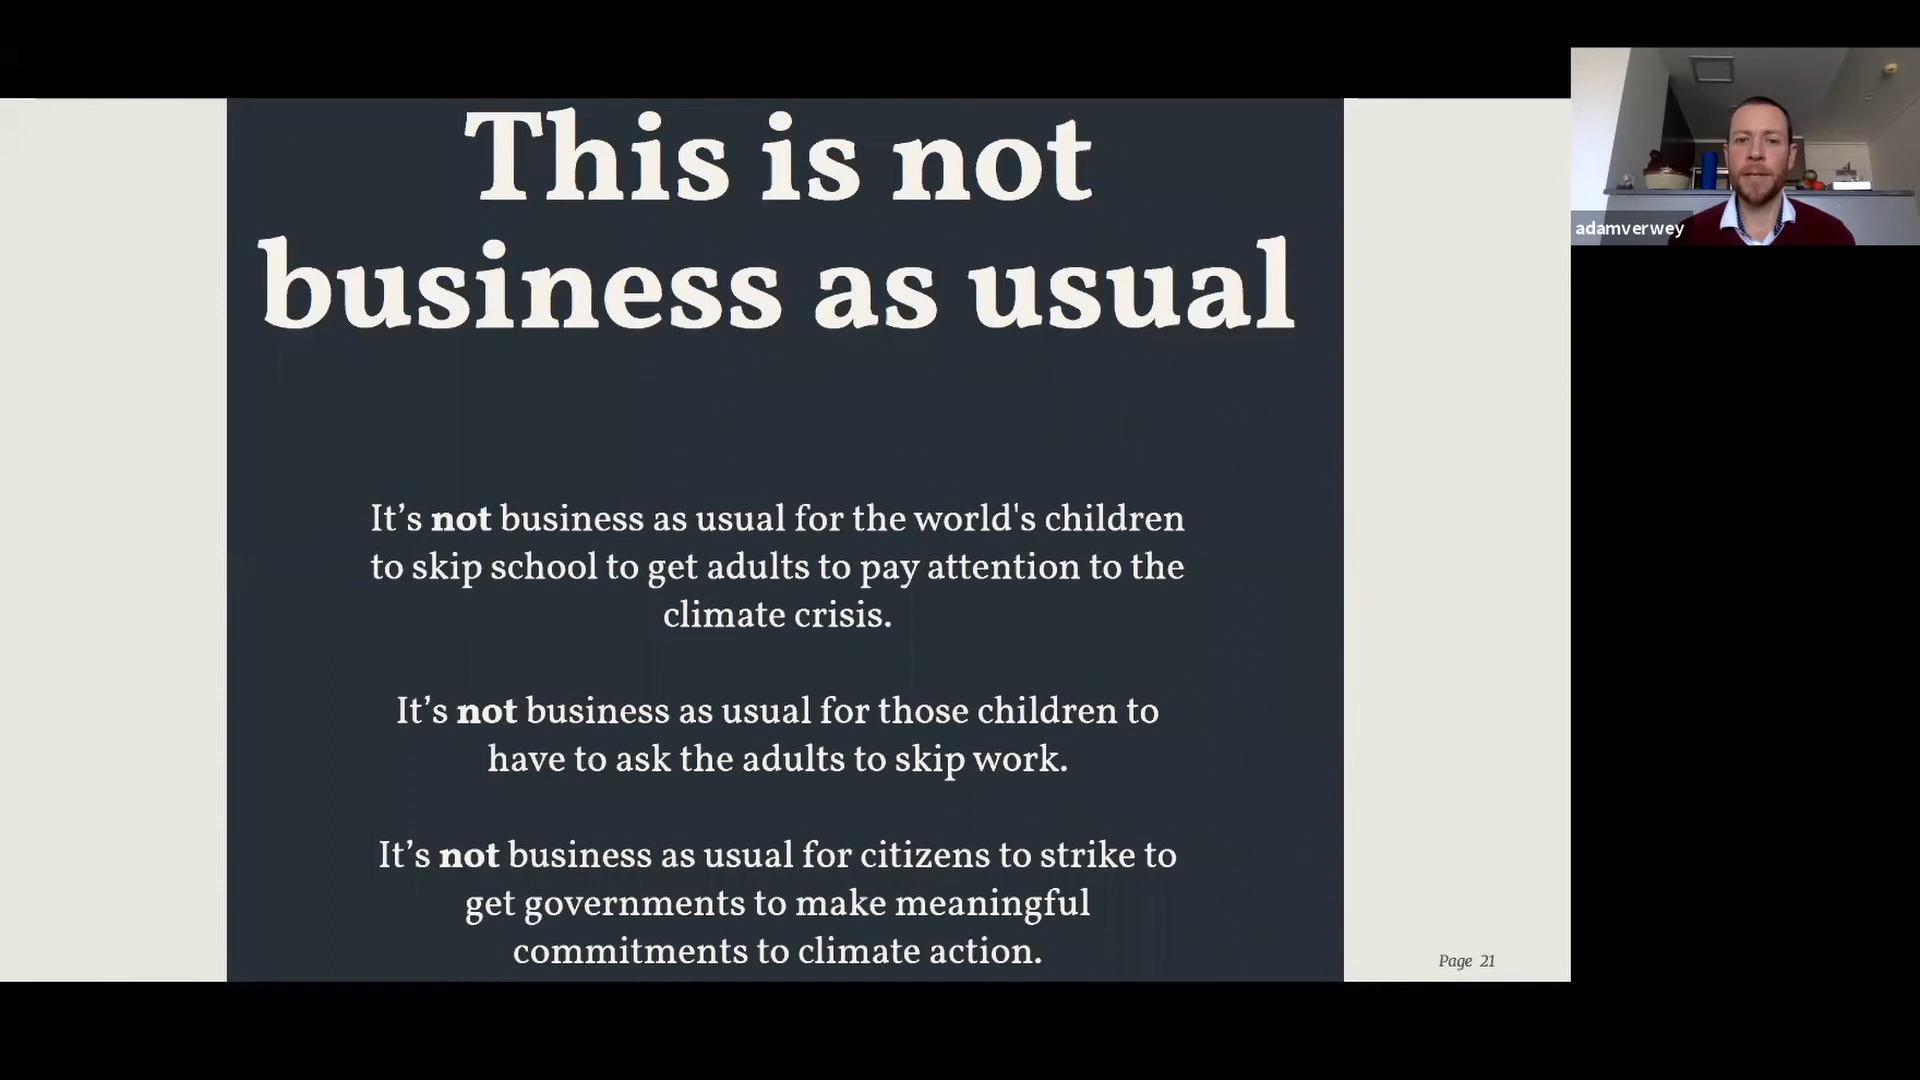 This is not
business as usual
It’s not business as usual for the world's children
to skip school to get adults to pay attention to the
climate crisis.
It’s not business as usual for those children to
have to ask the adults to skip work.
It’s not business as usual for citizens to strike to
get governments to make meaningful
commitments to climate action.
Page 21
adamverwey